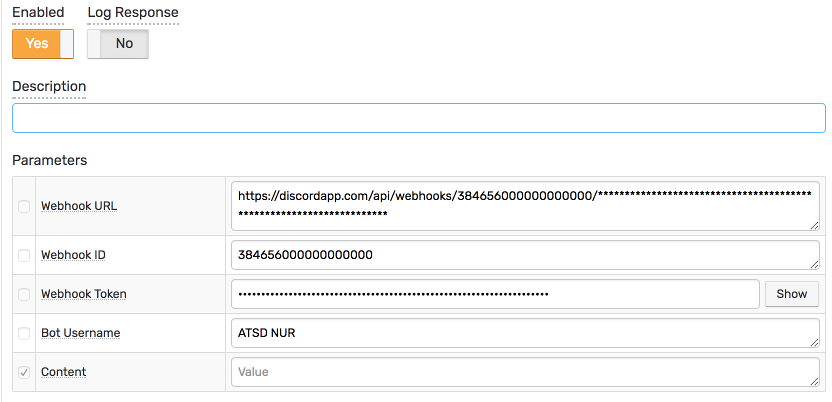 Enabled Log Response
Yes No
Description
Parameters
Webhook URL https://discordapp.com/api/webhooks/384656000000000000/****************************************
****************************
Webhook ID 384656000000000000
Webhook Token ••••••••••••••••••••••••••••••••••••••••••••••••••••••••••••••••••••• Show
Bot Username ATSD NUR
Content Value